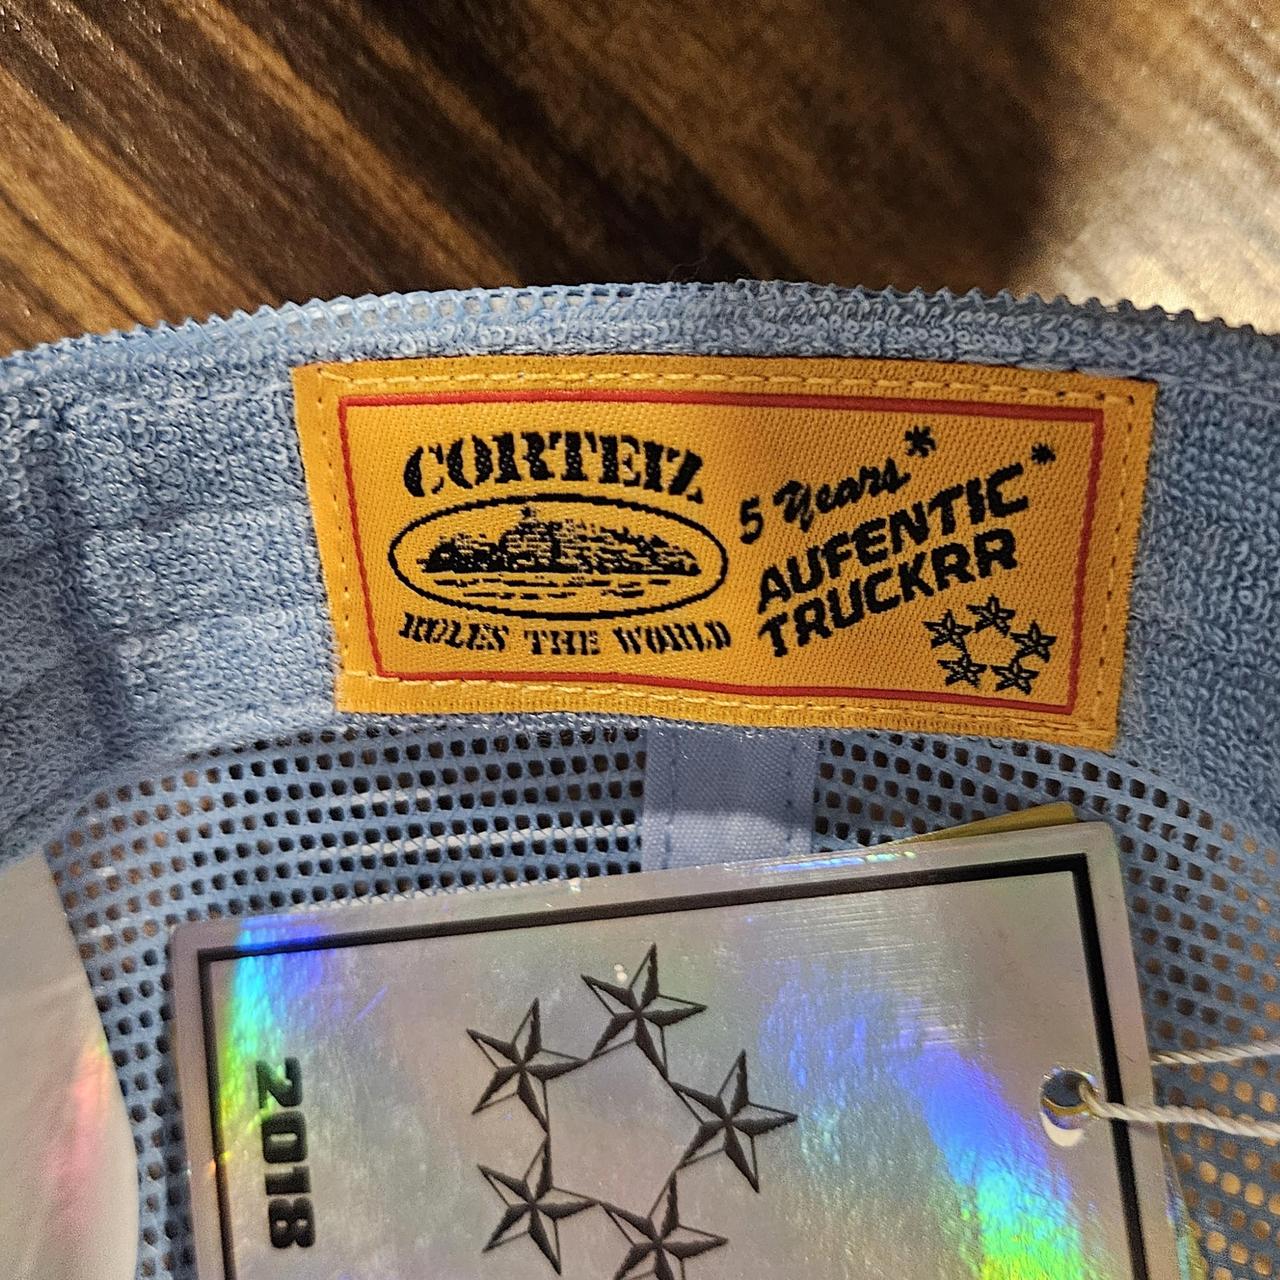 CORTEIZ
RULES THE WORLD
5 Years*
AUFENTIC*
TRUCKRR
2018